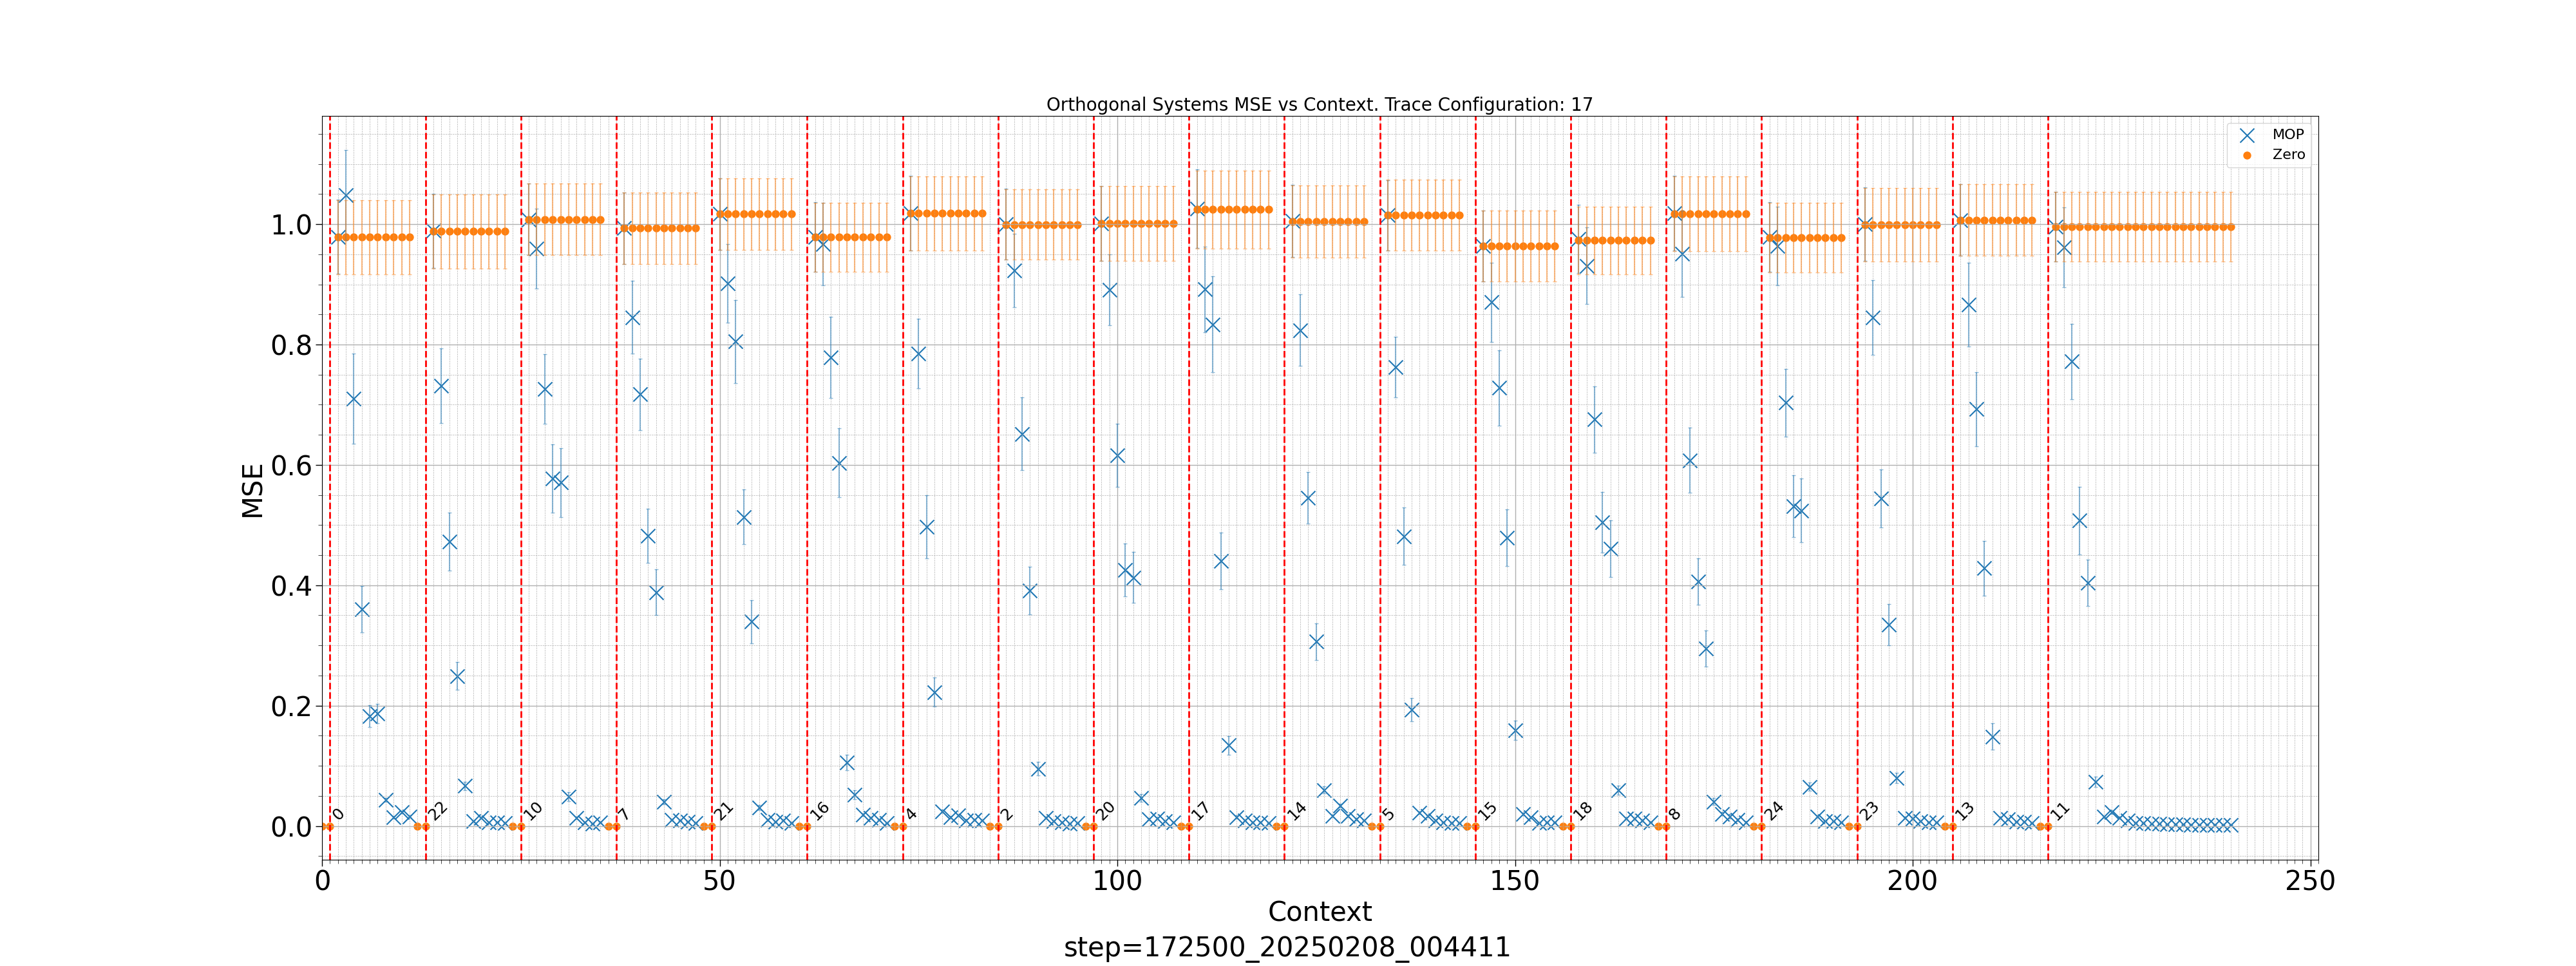 Orthogonal Systems MSE vs Context. Trace Configuration: 17
MOP
Zero
MSE
1.0
0.8
0.6
0.4
0.2
0.0
0 22 10 7 21 16 4 2 20 17 14 5 15 18 8 24 23 13 11
0 50 100 150 200 250
Context
step=172500_20250208_004411